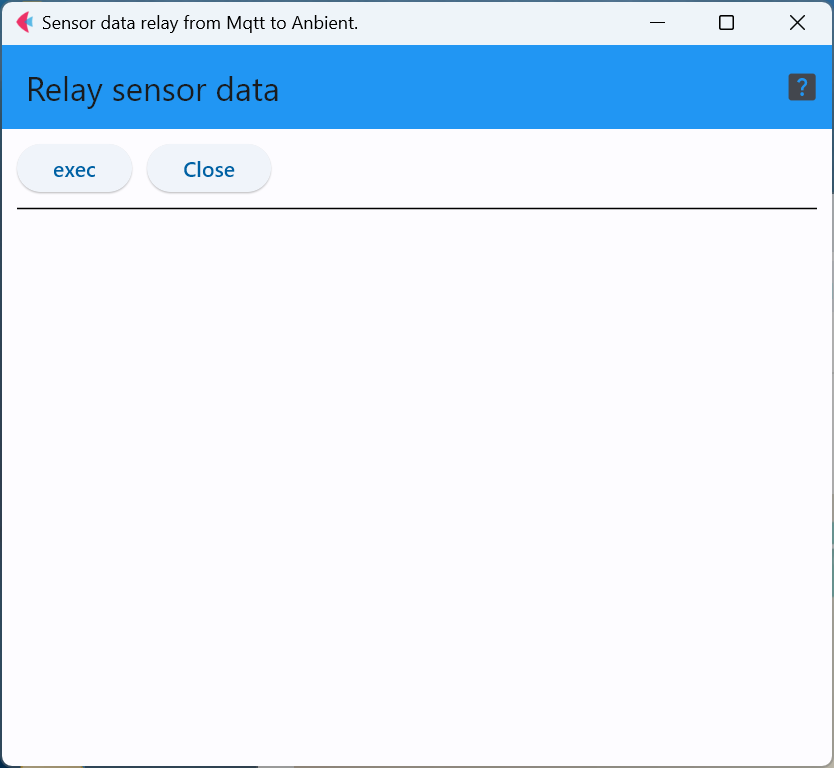 Sensor data relay from Mqtt to Anbient.
Relay sensor data
?
exec
Close